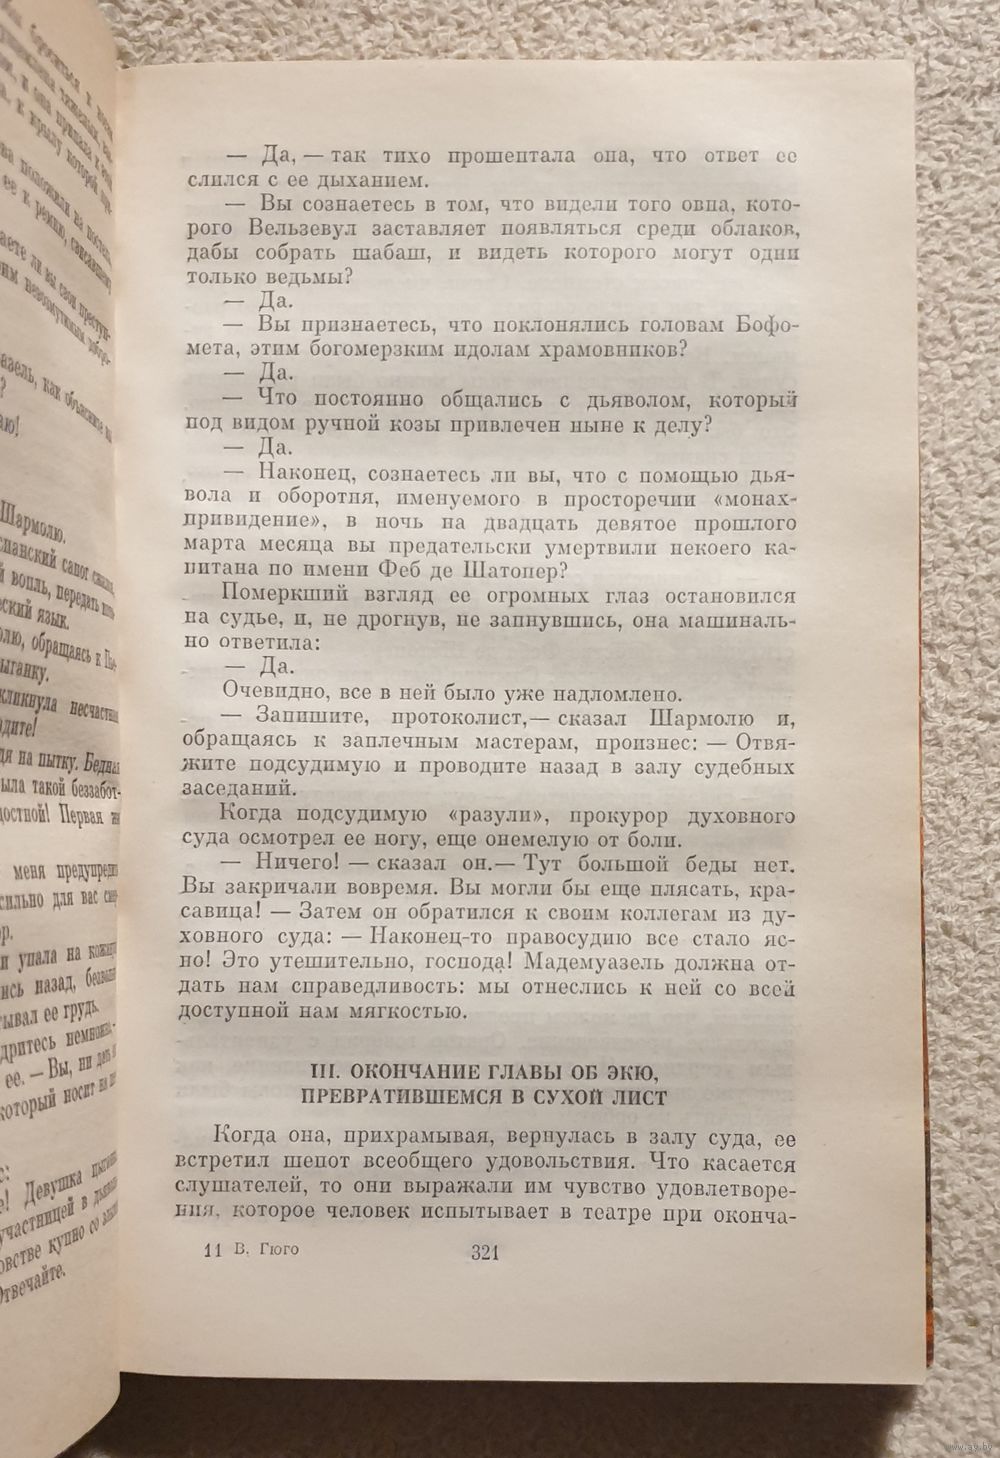 — Да, — так тихо прошептала она, что ответ ее
слился с ее дыханием.
— Вы сознаетесь в том, что видели того овна, кото-
рого Вельзевул заставляет появляться среди облаков,
дабы собрать шабаш, и видеть которого могут одни
только ведьмы?
— Да.
— Вы признаетесь, что поклонялись головам Бофо-
мета, этим богомерзким идолам храмовников?
— Да.
— Что постоянно общались с дьяволом, который
под видом ручной козы привлечен ныне к делу?
— Да.
— Наконец, сознаетесь ли вы, что с помощью дья-
вола и оборотня, именуемого в просторечии «монах-
привидение», в ночь на двадцать девятое прошлого
марта месяца вы предательски умертвили некоего ка-
питана по имени Феб де Шатопер?
Померкший взгляд ее огромных глаз остановился
на судье, и, не дрогнув, не запнувшись, она машиналь-
но ответила:
— Да.
Очевидно, все в ней было уже надломлено.
— Запишите, протоколист,— сказал Шармолю и,
обращаясь к заплечным мастерам, произнес: — Отвя-
жите подсудимую и проводите назад в залу судебных
заседаний.
Когда подсудимую «разули», прокурор духовного
суда осмотрел ее ногу, еще онемелую от боли.
— Ничего! — сказал он.— Тут большой беды нет.
Вы закричали вовремя. Вы могли бы еще плясать, кра-
савица! — Затем он обратился к своим коллегам из ду-
ховного суда: — Наконец-то правосудию все стало яс-
но! Это утешительно, господа! Мадемуазель должна от-
дать нам справедливость: мы отнеслись к ней со всей
доступной нам мягкостью.
III. ОКОНЧАНИЕ ГЛАВЫ ОБ ЭКЮ,
ПРЕВРАТИВШЕМСЯ В СУХОЙ ЛИСТ
Когда она, прихрамывая, вернулась в залу суда, ее
встретил шепот всеобщего удовольствия. Что касается
слушателей, то они выражали им чувство удовлетворе-
ния, которое человек испытывает в театре при оконча-
11 В. Гюго
321
www.ay.by